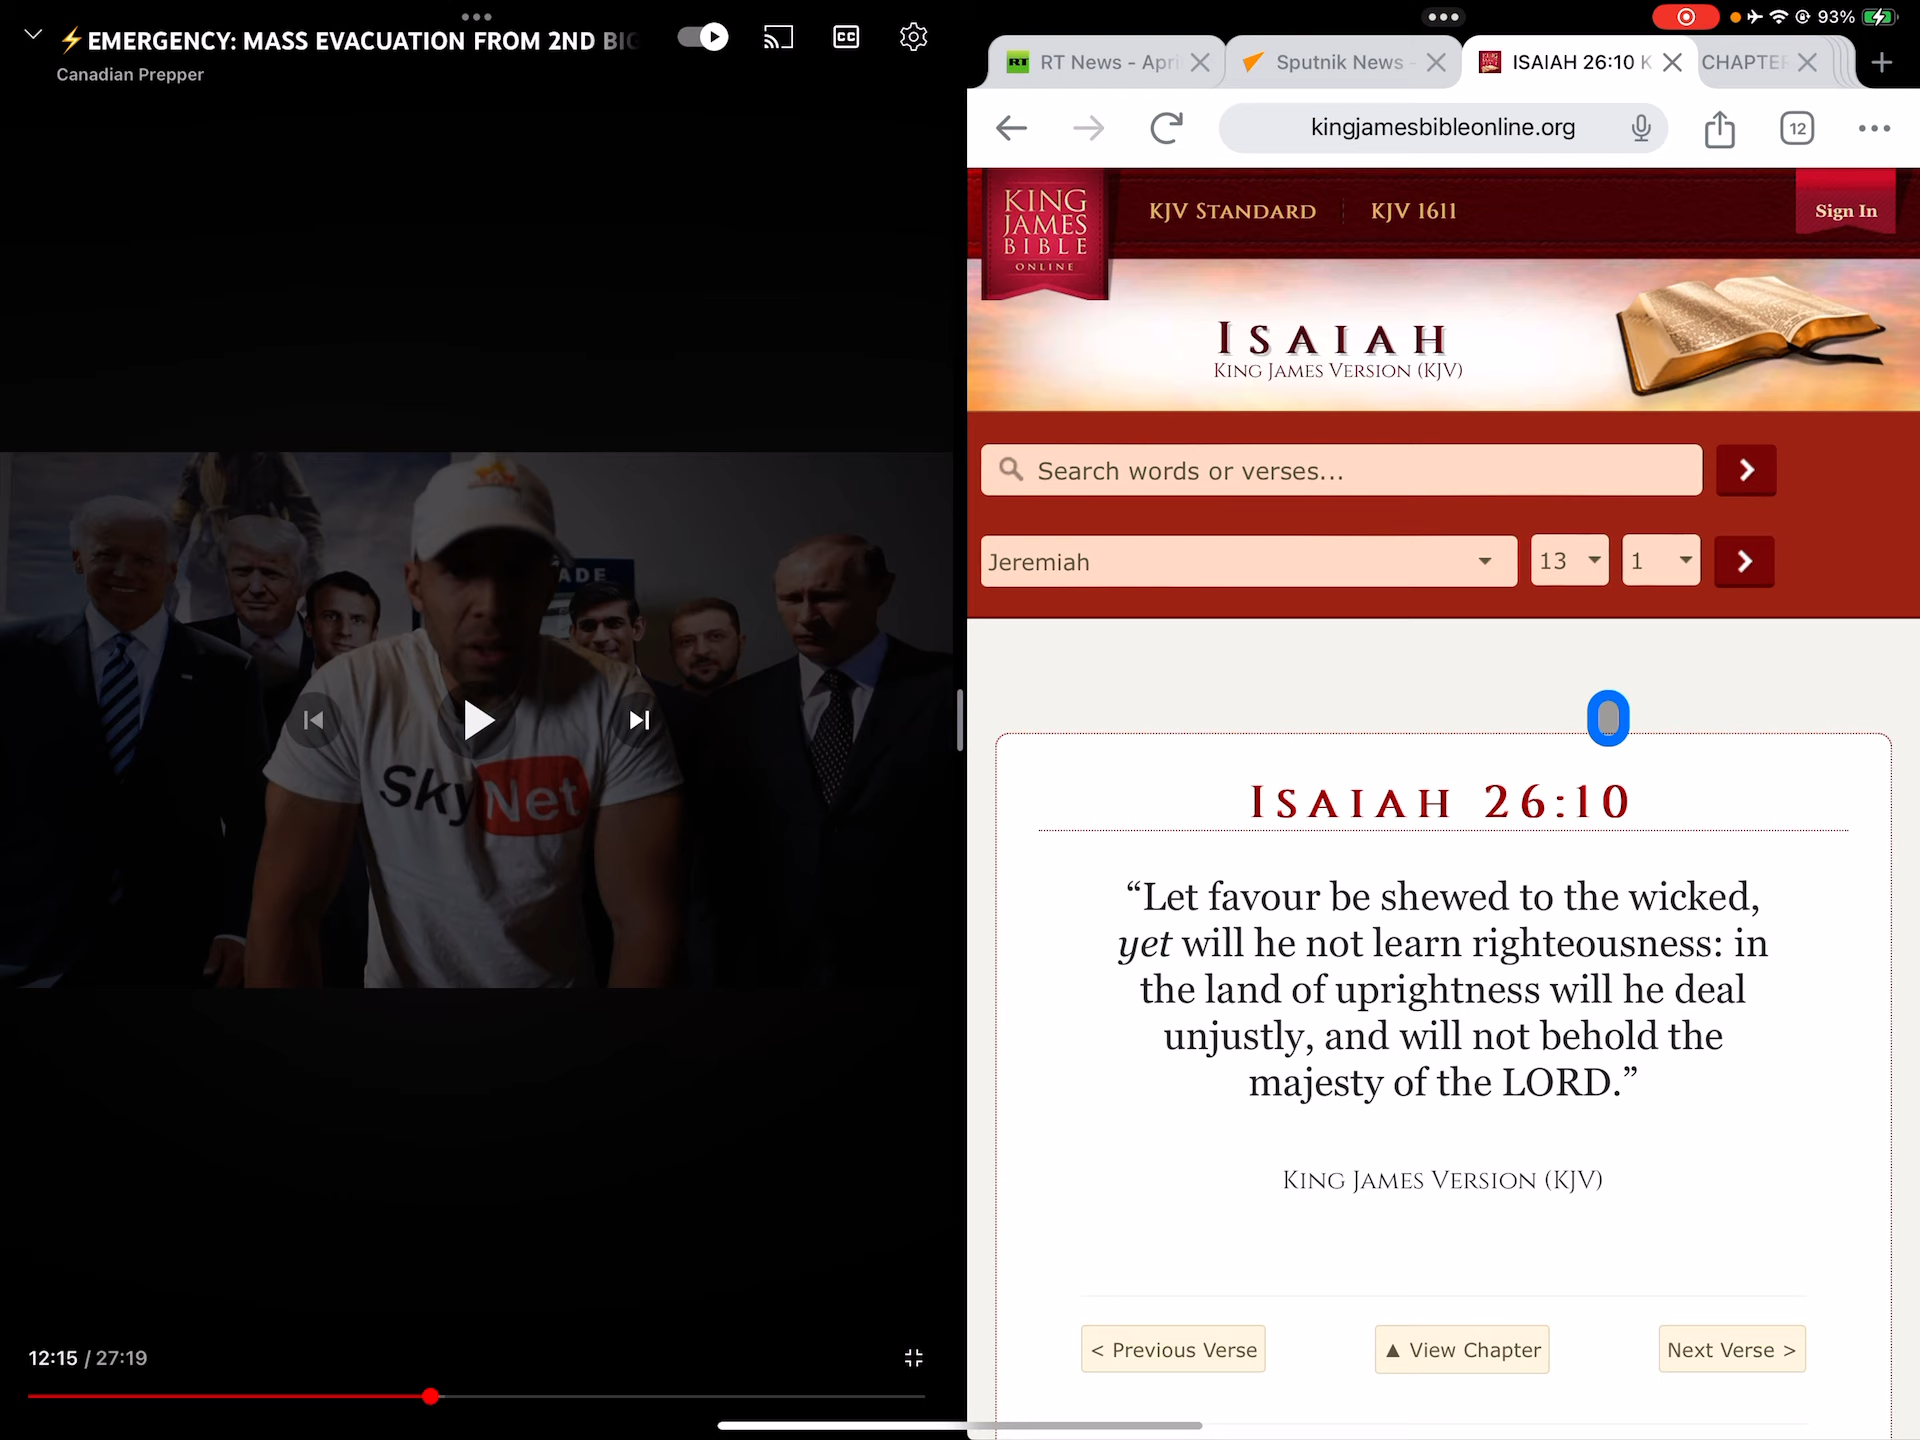 ⚡EMERGENCY: MASS EVACUATION FROM 2ND BIG
Canadian Prepper
CC
ADE
SkyNet
12:15 / 27:19
93%
RT
RT News - Apri
Sputnik News -
ISAIAH 26:10 K
CHAPTER
kingjamesbibleonline.org
12
KING
JAMES
BIBLE
ONLINE
KJV STANDARD
KJV 1611
Sign In
ISAIAH
KING JAMES VERSION (KJV)
Search words or verses...
Jeremiah
13
1
ISAIAH 26:10
“Let favour be shewed to the wicked,
yet will he not learn righteousness: in
the land of uprightness will he deal
unjustly, and will not behold the
majesty of the LORD.”
KING JAMES VERSION (KJV)
< Previous Verse
▲ View Chapter
Next Verse >